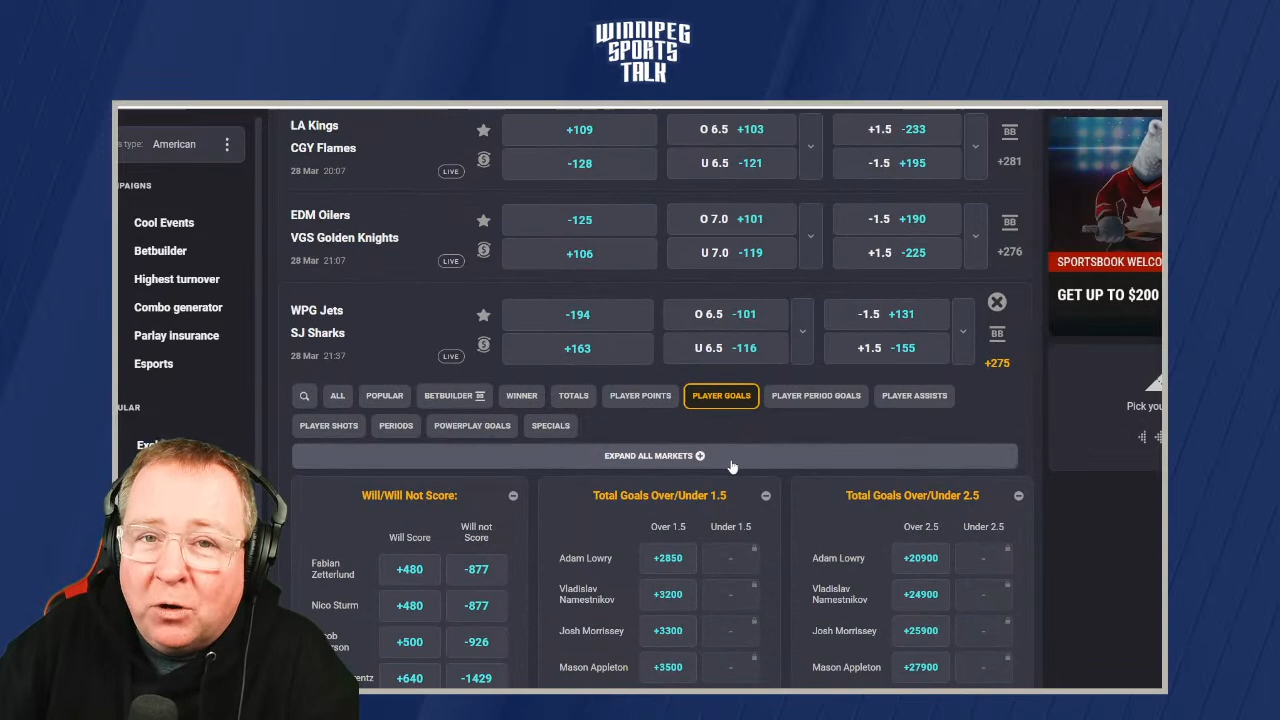 WINNIPEG
SPORTS
TALK
s type: American
LA Kings
CGY Flames
28 Mar 20:07
LIVE
+109
-128
O 6.5 +103
U 6.5 -121
+1.5 -233
-1.5 +195
BB
+281
PAIGNS
Cool Events
Betbuilder
Highest turnover
Combo generator
Parlay insurance
Esports
ULAR
EDM Oilers
VGS Golden Knights
28 Mar 21:07
LIVE
-125
+106
O 7.0 +101
U 7.0 -119
-1.5 +190
+1.5 -225
BB
+276
SPORTSBOOK WELCO
GET UP TO $200
Pick you
WPG Jets
SJ Sharks
28 Mar 21:37
LIVE
-194
+163
O 6.5 -101
U 6.5 -116
-1.5 +131
+1.5 -155
BB
+275
ALL POPULAR BETBUILDER WINNER TOTALS PLAYER POINTS PLAYER GOALS PLAYER PERIOD GOALS PLAYER ASSISTS
PLAYER SHOTS PERIODS POWERPLAY GOALS SPECIALS
EXPAND ALL MARKETS
Will/Will Not Score:
Will Score
Will not
Score
Fabian
Zetterlund
+480 -877
Nico Sturm +480 -877
+500 -926
+640 -1429
Total Goals Over/Under 1.5
Over 1.5 Under 1.5
Adam Lowry +2850 -
Vladislav
Namestnikov
+3200 -
Josh Morrissey +3300 -
Mason Appleton +3500 -
Total Goals Over/Under 2.5
Over 2.5 Under 2.5
Adam Lowry +20900 -
Vladislav
Namestnikov
+24900 -
Josh Morrissey +25900 -
Mason Appleton +27900 -